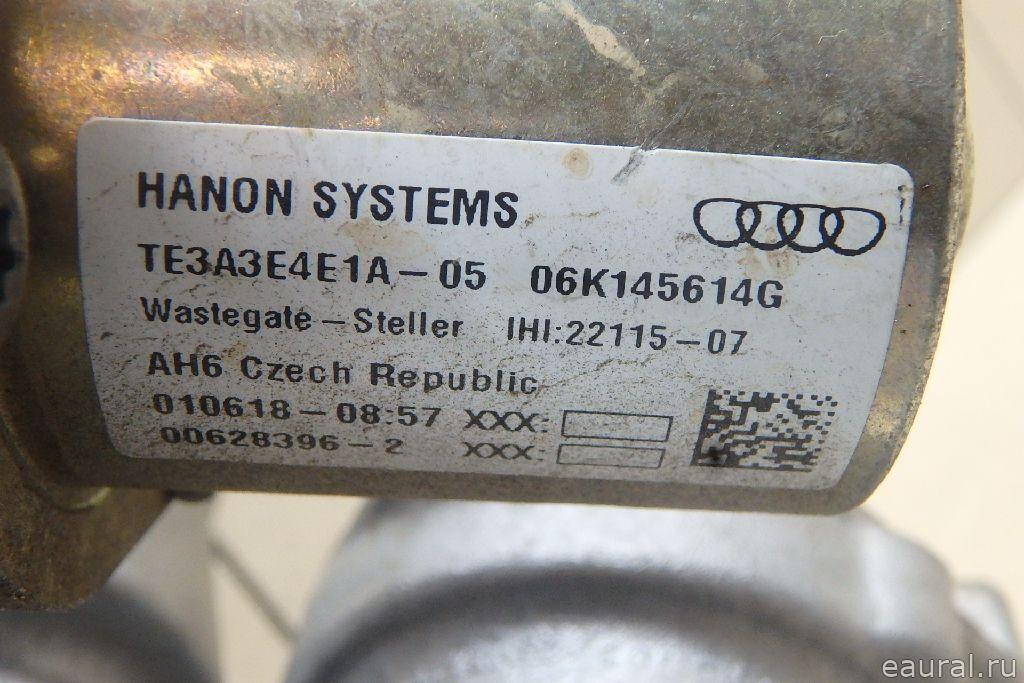 HANON SYSTEMS
TE3A3E4E1A-05 06K145614G
Wastegate-Steller IHI:22115-07
AH6 Czech Republic
010618-08:57 XXX:
00628396-2 XXX:
eaural.ru